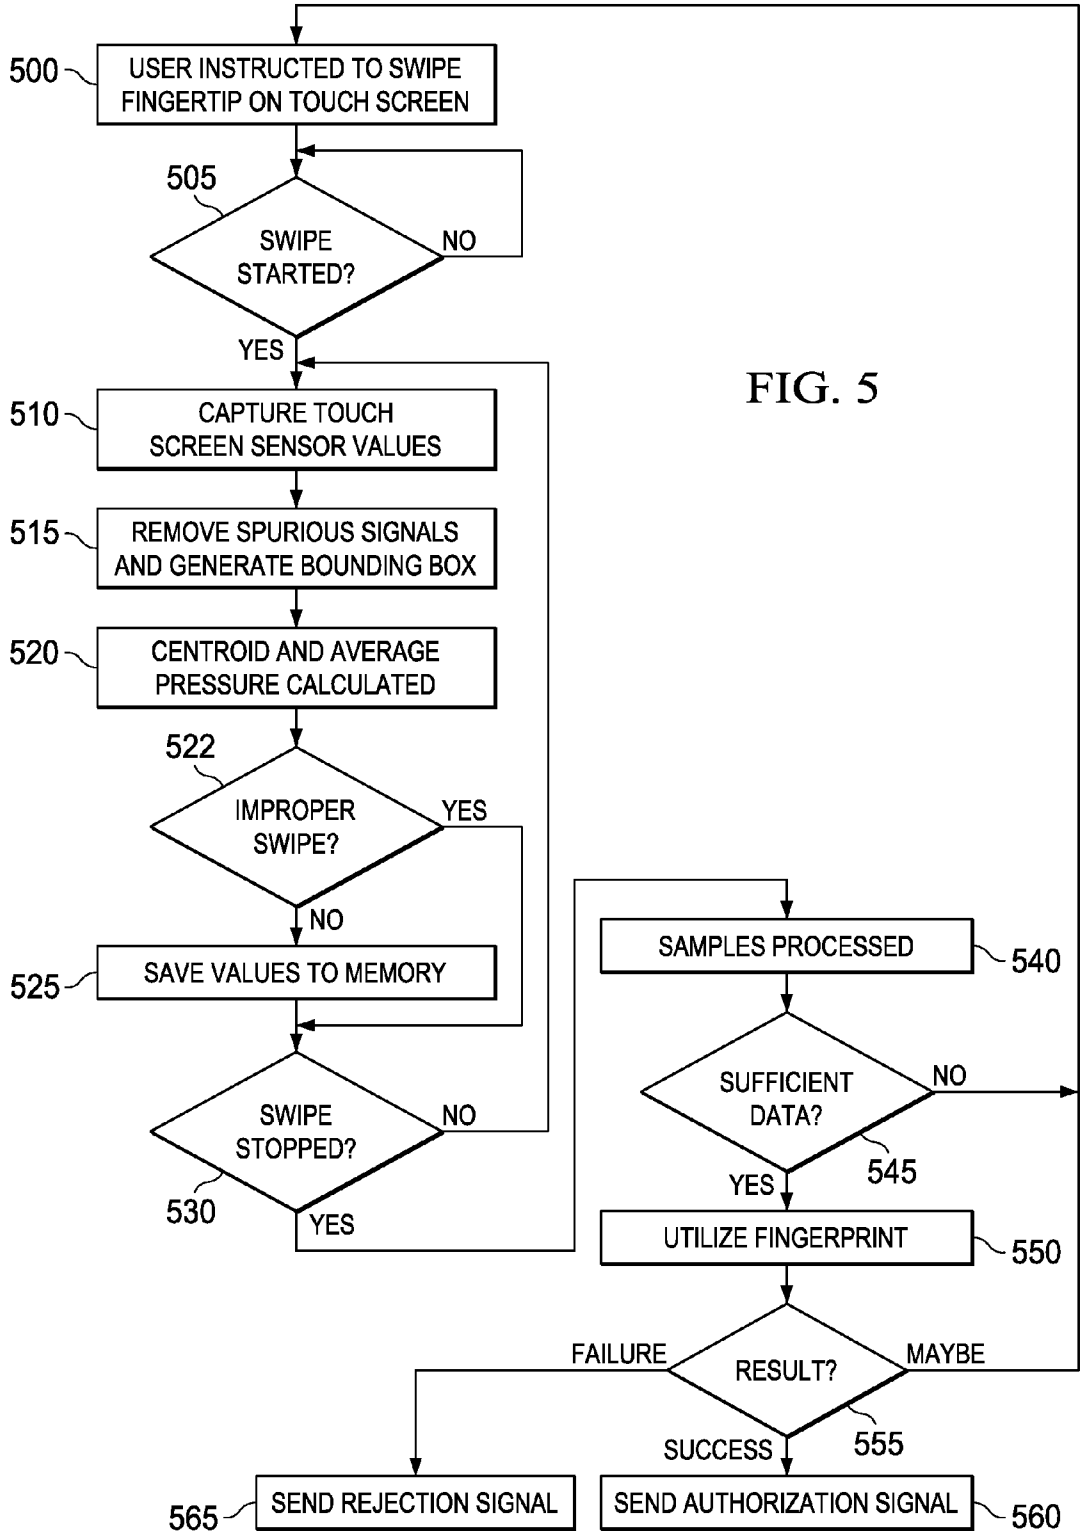 500
USER INSTRUCTED TO SWIPE
FINGERTIP ON TOUCH SCREEN
505
SWIPE
STARTED?
NO
YES
FIG. 5
510
CAPTURE TOUCH
SCREEN SENSOR VALUES
515
REMOVE SPURIOUS SIGNALS
AND GENERATE BOUNDING BOX
520
CENTROID AND AVERAGE
PRESSURE CALCULATED
522
IMPROPER
SWIPE?
YES
NO
525
SAVE VALUES TO MEMORY
SWIPE
STOPPED?
NO
530
YES
SAMPLES PROCESSED
540
SUFFICIENT
DATA?
NO
545
YES
UTILIZE FINGERPRINT
550
FAILURE
RESULT?
MAYBE
555
SUCCESS
565
SEND REJECTION SIGNAL
SEND AUTHORIZATION SIGNAL
560